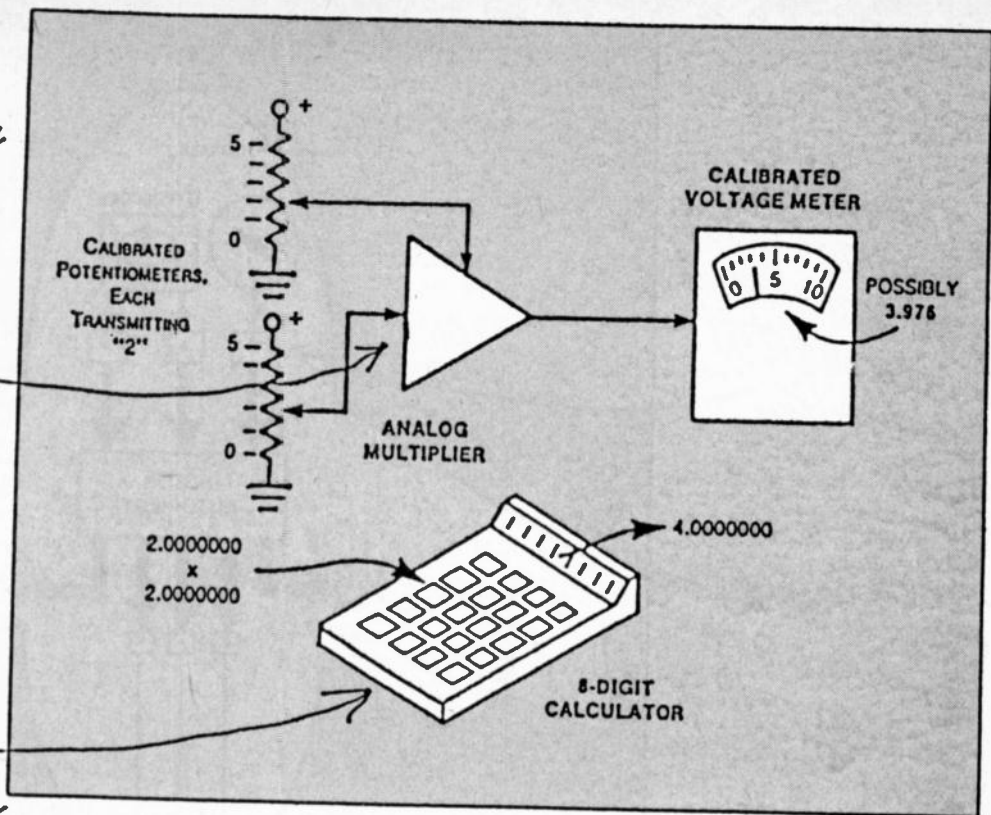 +
5
0
CALIBRATED
POTENTIOMETERS,
EACH
TRANSMITTING
"2"
+
5
0
ANALOG
MULTIPLIER
CALIBRATED
VOLTAGE METER
0 5 10
POSSIBLY
3.976
2.0000000
x
2.0000000
4.0000000
8-DIGIT
CALCULATOR